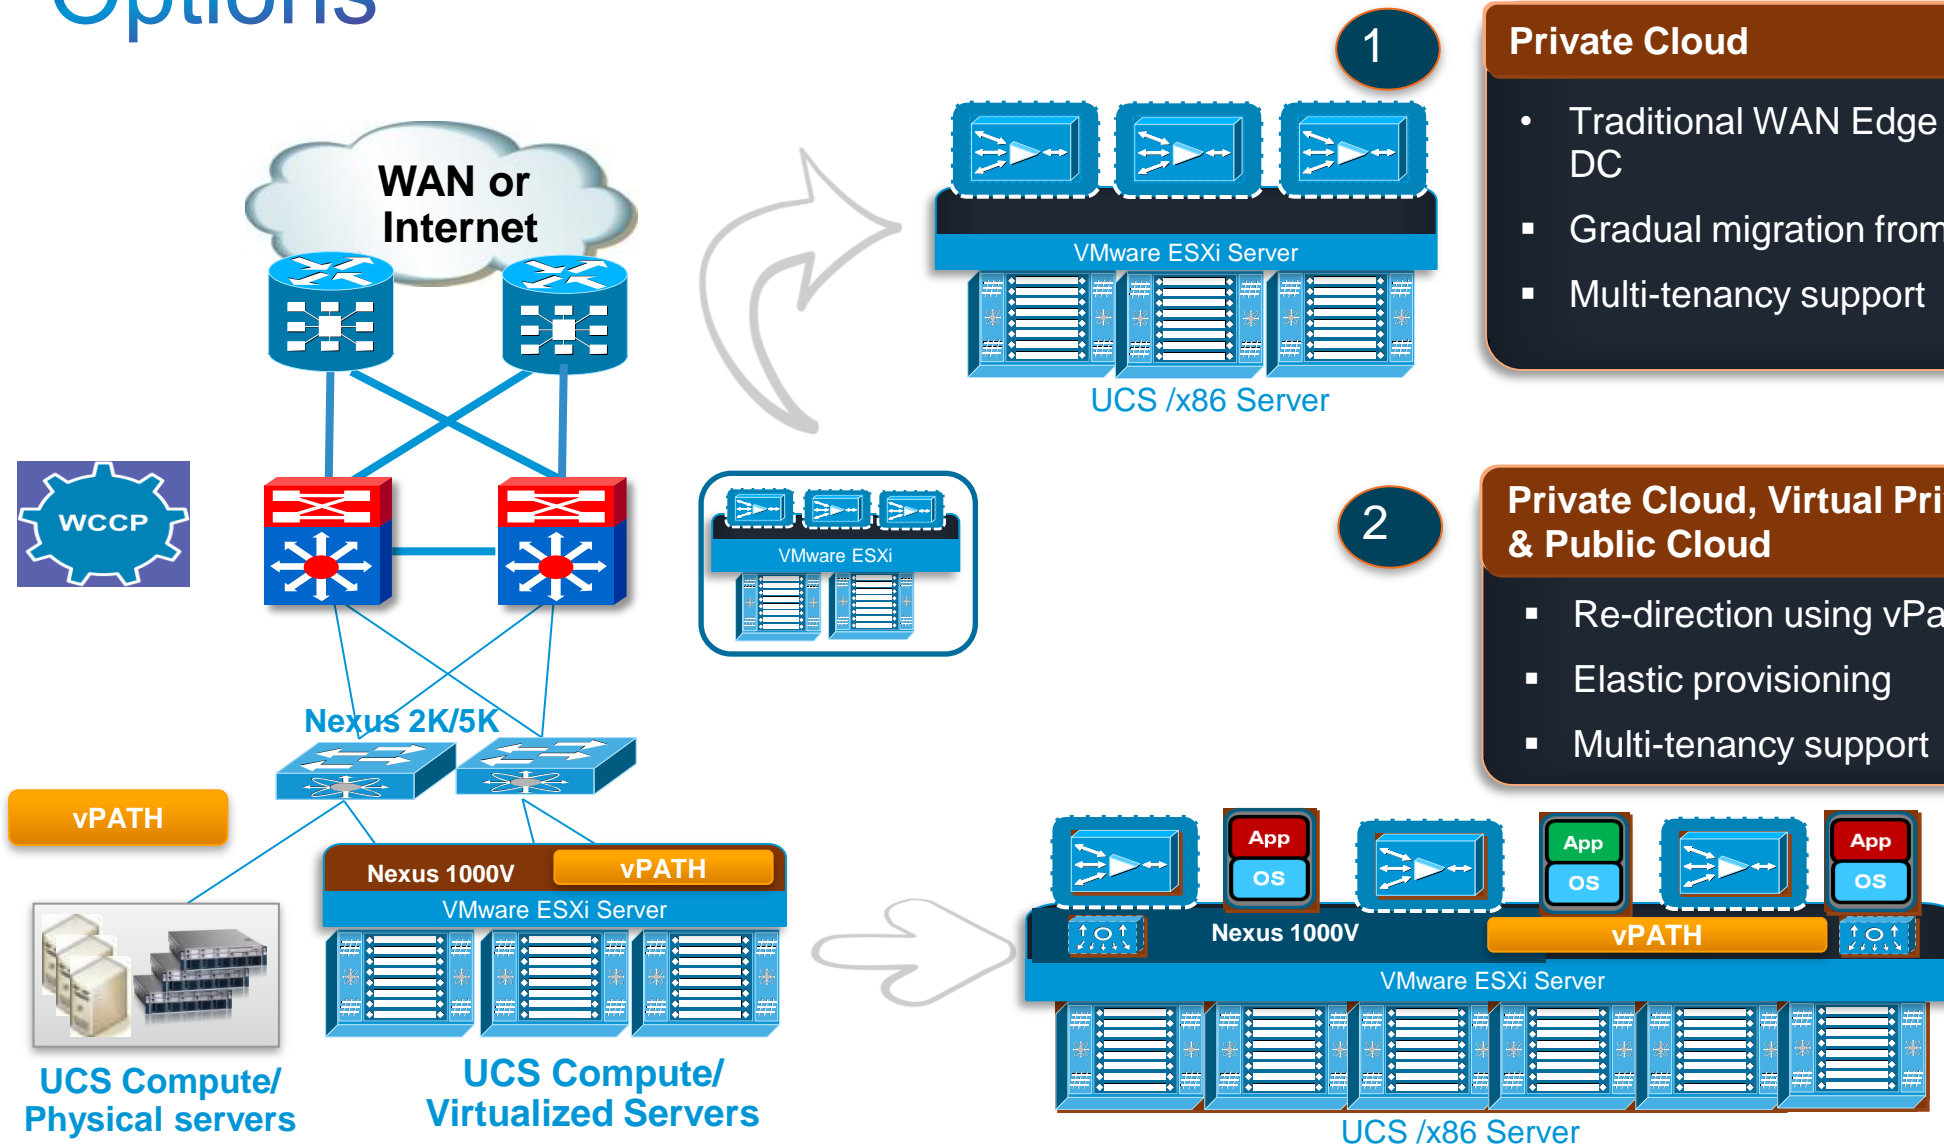 Options
1
Private Cloud
• Traditional WAN Edge
DC
▪ Gradual migration from
▪ Multi-tenancy support
WAN or
Internet
VMware ESXi Server
UCS /x86 Server
WCCP
VMware ESXi
2
Private Cloud, Virtual Pri
& Public Cloud
▪ Re-direction using vPa
▪ Elastic provisioning
▪ Multi-tenancy support
Nexus 2K/5K
vPATH
Nexus 1000V
vPATH
VMware ESXi Server
UCS Compute/
Physical servers
UCS Compute/
Virtualized Servers
App
OS
App
OS
App
OS
Nexus 1000V
vPATH
VMware ESXi Server
UCS /x86 Server